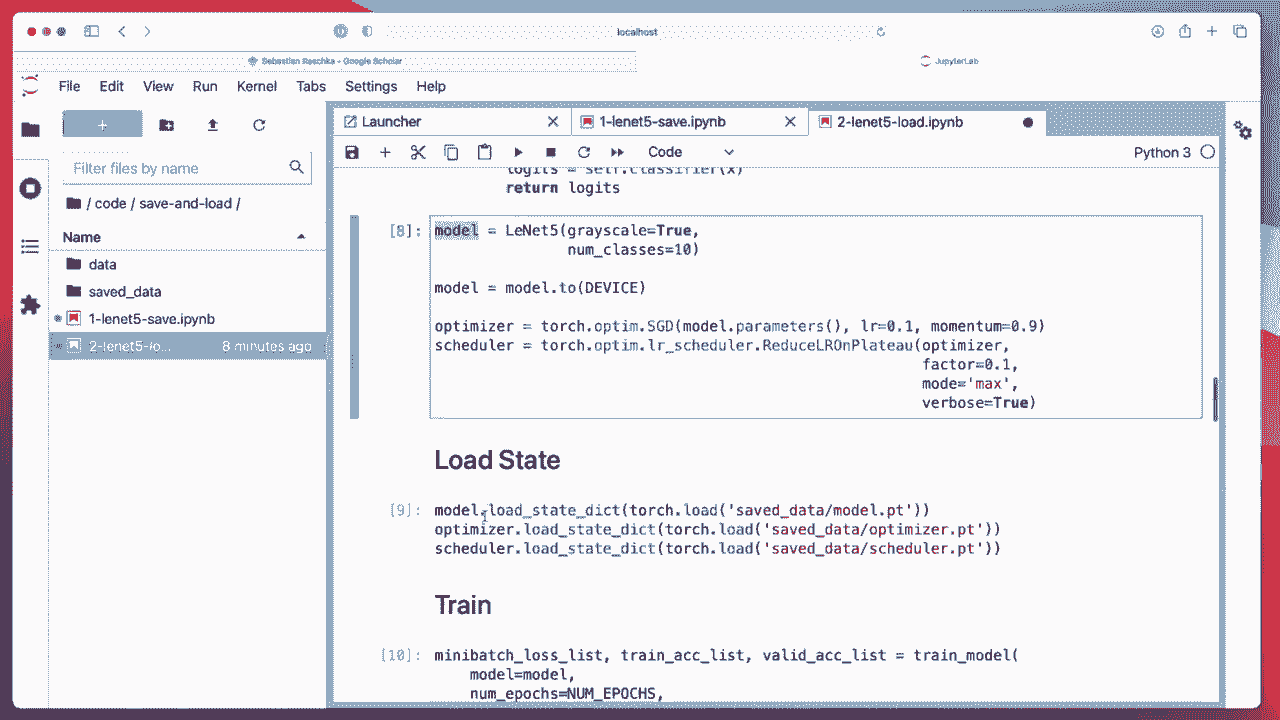 localhost
Sebastian Raschka - Google Scholar
JupyterLab
File Edit View Run Kernel Tabs Settings Help
Launcher
1-lenet5-save.ipynb
2-lenet5-load.ipynb
Code
Python 3
Filter files by name
/ code / save-and-load /
Name
data
saved_data
1-lenet5-save.ipynb
2-lenet5-lo... 8 minutes ago
logits = self.classifier(x)
return logits
[8]: model = LeNet5(grayscale=True,
num_classes=10)
model = model.to(DEVICE)
optimizer = torch.optim.SGD(model.parameters(), lr=0.1, momentum=0.9)
scheduler = torch.optim.lr_scheduler.ReduceLROnPlateau(optimizer,
factor=0.1,
mode='max',
verbose=True)
Load State
[9]: model.load_state_dict(torch.load('saved_data/model.pt'))
optimizer.load_state_dict(torch.load('saved_data/optimizer.pt'))
scheduler.load_state_dict(torch.load('saved_data/scheduler.pt'))
Train
[10]: minibatch_loss_list, train_acc_list, valid_acc_list = train_model(
model=model,
num_epochs=NUM_EPOCHS,